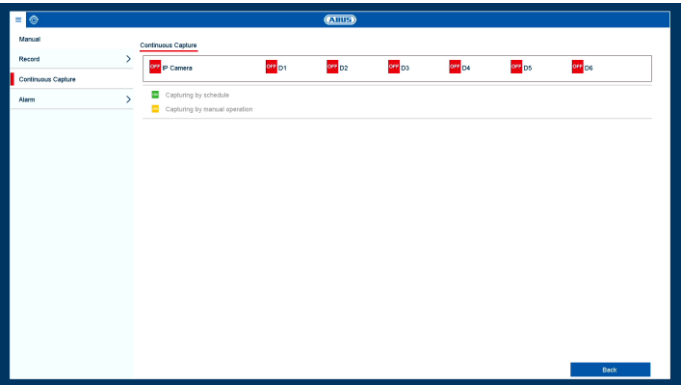 ABUS
Manual
Record
Continuous Capture
Alarm
Continuous Capture
OFF IP Camera OFF D1 OFF D2 OFF D3 OFF D4 OFF D5 OFF D6
Capturing by schedule
Capturing by manual operation
Back